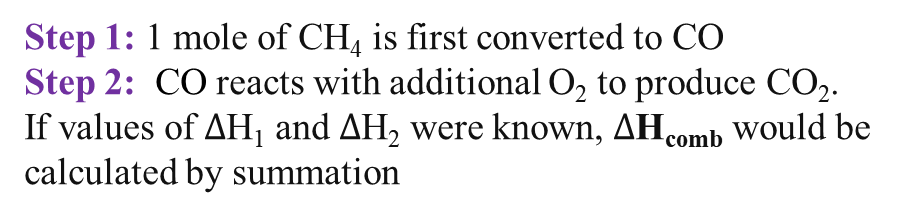 Step 1: 1 mole of CH₄ is first converted to CO
Step 2: CO reacts with additional O₂ to produce CO₂.
If values of ΔH₁ and ΔH₂ were known, ΔHcomb would be
calculated by summation